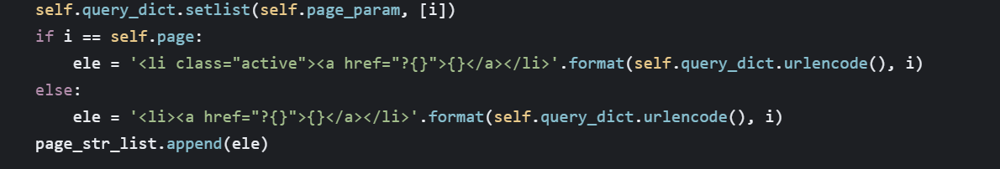 self.query_dict.setlist(self.page_param, [i])
if i == self.page:
    ele = '<li class="active"><a href="?{}">{}</a></li>'.format(self.query_dict.urlencode(), i)
else:
    ele = '<li><a href="?{}">{}</a></li>'.format(self.query_dict.urlencode(), i)
page_str_list.append(ele)